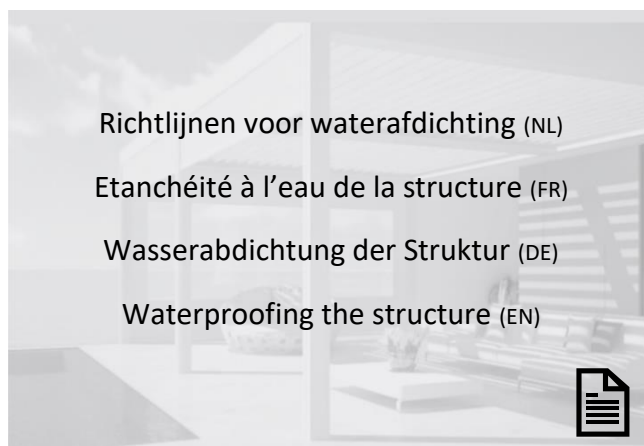 Richtlijnen voor waterafdichting (NL)
Etanchéité à l’eau de la structure (FR)
Wasserabdichtung der Struktur (DE)
Waterproofing the structure (EN)